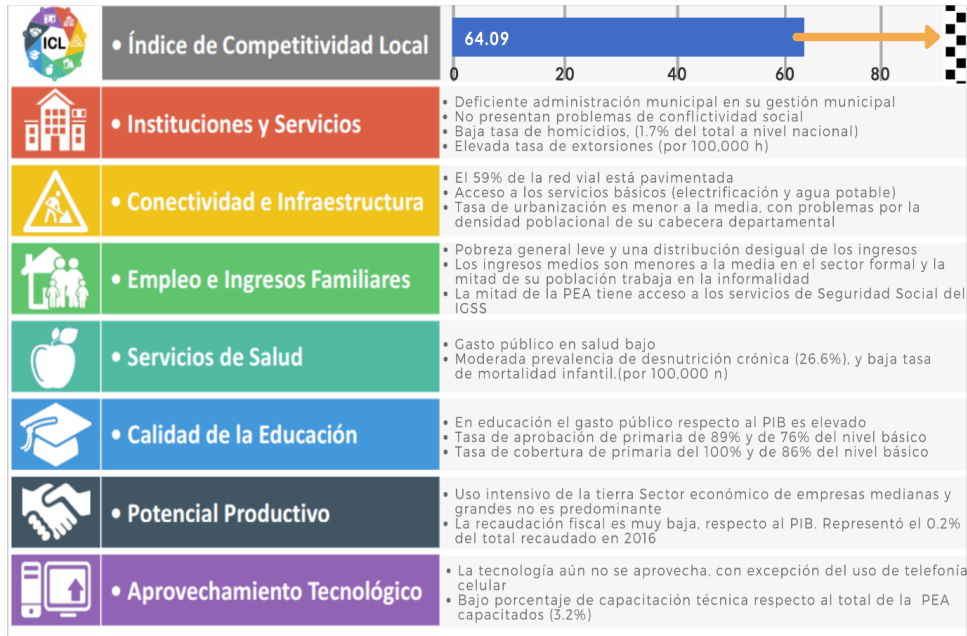 ICL
• Índice de Competitividad Local
64.09
0 20 40 60 80
• Instituciones y Servicios
• Deficiente administración municipal en su gestión municipal
• No presentan problemas de conflictividad social
• Baja tasa de homicidios, (1.7% del total a nivel nacional)
• Elevada tasa de extorsiones (por 100,000 h)
• Conectividad e Infraestructura
• El 59% de la red vial está pavimentada
• Acceso a los servicios básicos (electrificación y agua potable)
• Tasa de urbanización es menor a la media, con problemas por la
densidad poblacional de su cabecera departamental
• Empleo e Ingresos Familiares
• Pobreza general leve y una distribución desigual de los ingresos
• Los ingresos medios son menores a la media en el sector formal y la
mitad de su población trabaja en la informalidad
• La mitad de la PEA tiene acceso a los servicios de Seguridad Social del
IGSS
• Servicios de Salud
• Gasto público en salud bajo
• Moderada prevalencia de desnutrición crónica (26.6%), y baja tasa
de mortalidad infantil.(por 100,000 n)
• Calidad de la Educación
• En educación el gasto público respecto al PIB es elevado
• Tasa de aprobación de primaria de 89% y de 76% del nivel básico
• Tasa de cobertura de primaria del 100% y de 86% del nivel básico
• Potencial Productivo
• Uso intensivo de la tierra Sector económico de empresas medianas y
grandes no es predominante
• La recaudación fiscal es muy baja, respecto al PIB. Representó el 0.2%
del total recaudado en 2016
• Aprovechamiento Tecnológico
• La tecnología aún no se aprovecha, con excepción del uso de telefonía
celular
• Bajo porcentaje de capacitación técnica respecto al total de la PEA
capacitados (3.2%)